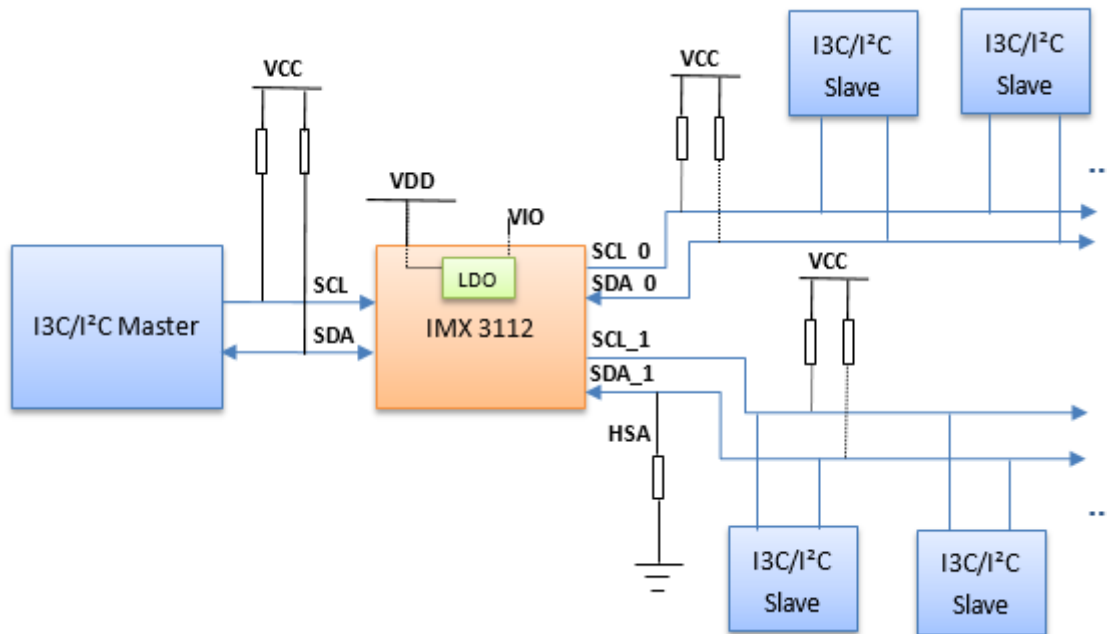 I3C/I²C
Slave
I3C/I²C
Slave
VCC
VCC
VDD
VIO
LDO
SCL_0
SDA_0
VCC
SCL
I3C/I²C Master
SDA
IMX 3112
SCL_1
SDA_1
HSA
..
..
I3C/I²C
Slave
I3C/I²C
Slave